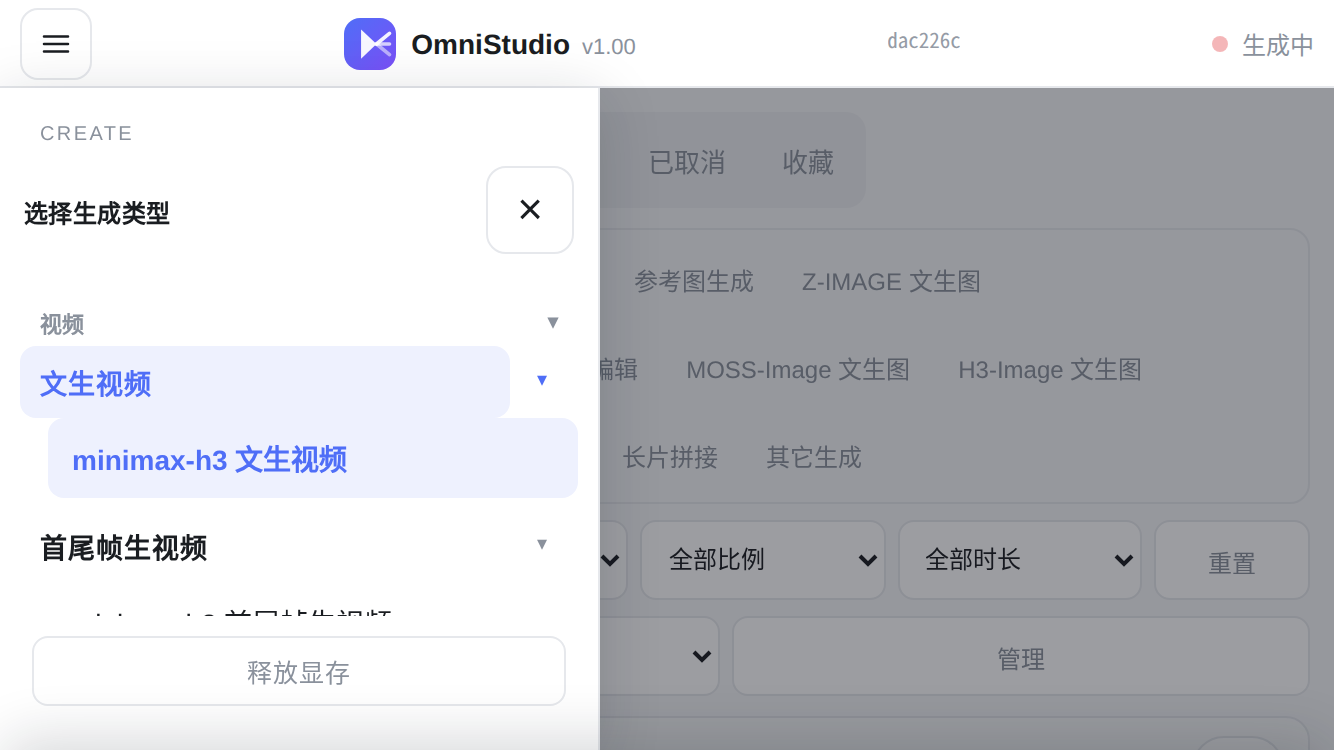 OmniStudio v1.00
dac226c
生成中
CREATE
选择生成类型
视频
文生视频
minimax-h3 文生视频
首尾帧生视频
释放显存
已取消 收藏
参考图生成 Z-IMAGE 文生图
编辑 MOSS-Image 文生图 H3-Image 文生图
长片拼接 其它生成
全部比例 全部时长 重置
管理